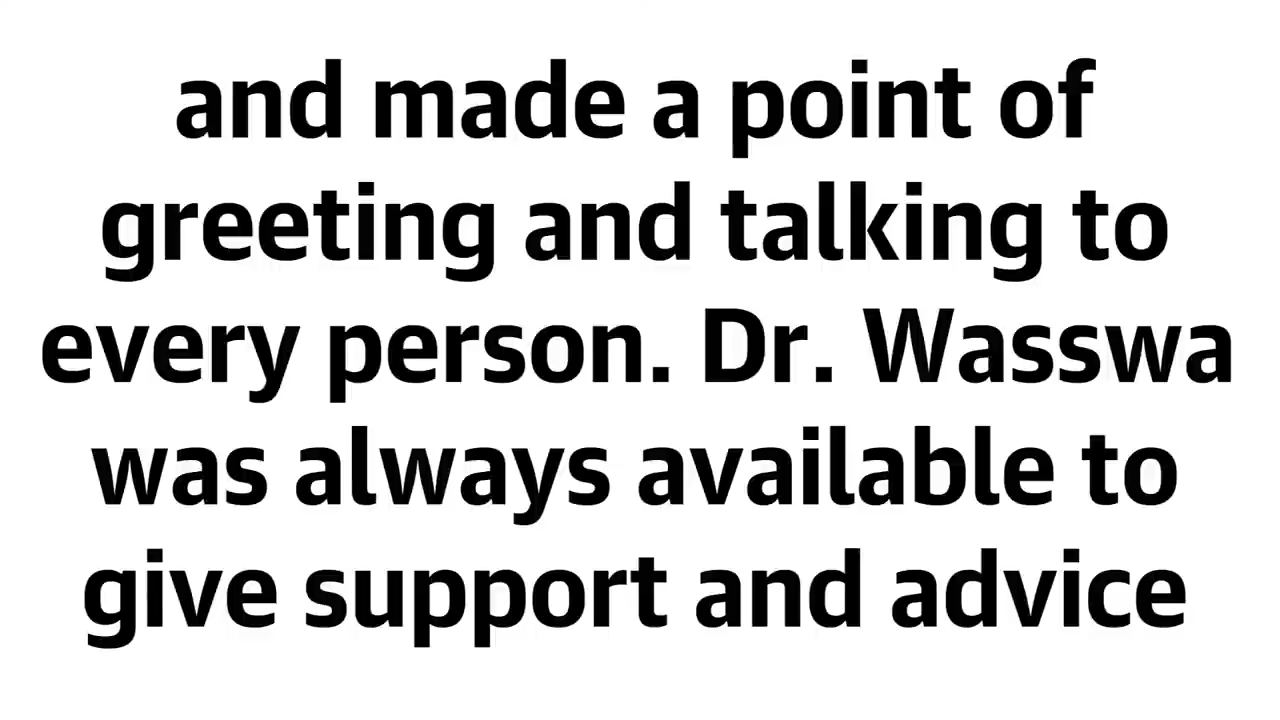 and made a point of
greeting and talking to
every person. Dr. Wasswa
was always available to
give support and advice